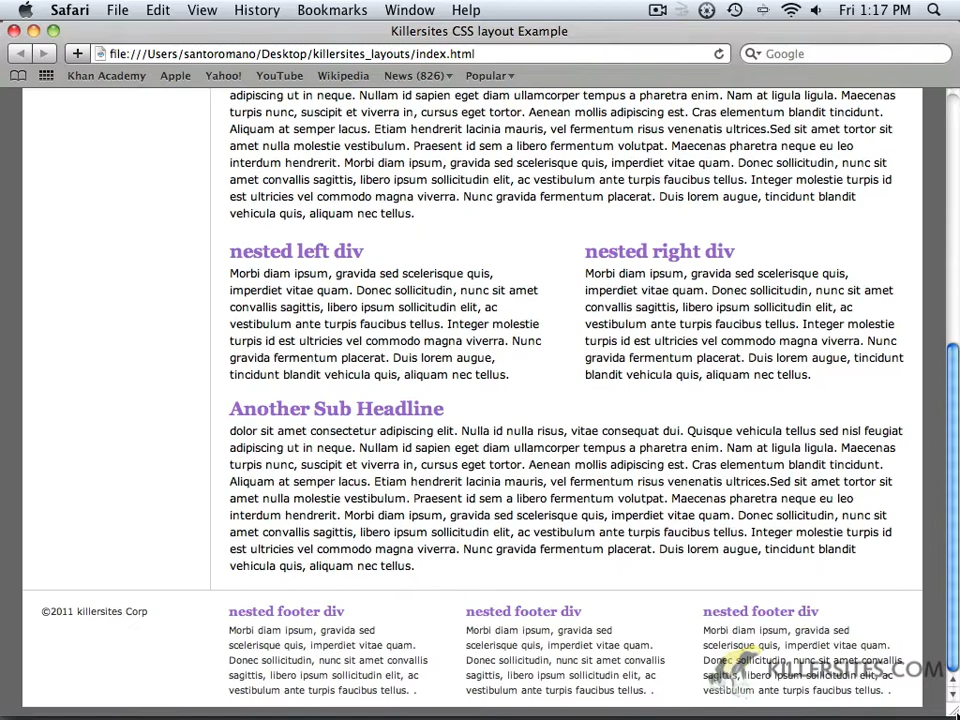 Safari File Edit View History Bookmarks Window Help Fri 1:17 PM
Killersites CSS layout Example
file:///Users/santoromano/Desktop/killersites_layouts/index.html Google
Khan Academy Apple Yahoo! YouTube Wikipedia News (826) Popular
adipiscing ut in neque. Nullam id sapien eget diam ullamcorper tempus a pharetra enim. Nam at ligula ligula. Maecenas
turpis nunc, suscipit et viverra in, cursus eget tortor. Aenean mollis adipiscing est. Cras elementum blandit tincidunt.
Aliquam at semper lacus. Etiam hendrerit lacinia mauris, vel fermentum risus venenatis ultrices.Sed sit amet tortor sit
amet nulla molestie vestibulum. Praesent id sem a libero fermentum volutpat. Maecenas pharetra neque eu leo
interdum hendrerit. Morbi diam ipsum, gravida sed scelerisque quis, imperdiet vitae quam. Donec sollicitudin, nunc sit
amet convallis sagittis, libero ipsum sollicitudin elit, ac vestibulum ante turpis faucibus tellus. Integer molestie turpis id
est ultricies vel commodo magna viverra. Nunc gravida fermentum placerat. Duis lorem augue, tincidunt blandit
vehicula quis, aliquam nec tellus.
nested left div
Morbi diam ipsum, gravida sed scelerisque quis,
imperdiet vitae quam. Donec sollicitudin, nunc sit amet
convallis sagittis, libero ipsum sollicitudin elit, ac
vestibulum ante turpis faucibus tellus. Integer molestie
turpis id est ultricies vel commodo magna viverra. Nunc
gravida fermentum placerat. Duis lorem augue,
tincidunt blandit vehicula quis, aliquam nec tellus.
nested right div
Morbi diam ipsum, gravida sed scelerisque quis,
imperdiet vitae quam. Donec sollicitudin, nunc sit amet
convallis sagittis, libero ipsum sollicitudin elit, ac
vestibulum ante turpis faucibus tellus. Integer molestie
turpis id est ultricies vel commodo magna viverra. Nunc
gravida fermentum placerat. Duis lorem augue, tincidunt
blandit vehicula quis, aliquam nec tellus.
Another Sub Headline
dolor sit amet consectetur adipiscing elit. Nulla id nulla risus, vitae consequat dui. Quisque vehicula tellus sed nisl feugiat
adipiscing ut in neque. Nullam id sapien eget diam ullamcorper tempus a pharetra enim. Nam at ligula ligula. Maecenas
turpis nunc, suscipit et viverra in, cursus eget tortor. Aenean mollis adipiscing est. Cras elementum blandit tincidunt.
Aliquam at semper lacus. Etiam hendrerit lacinia mauris, vel fermentum risus venenatis ultrices.Sed sit amet tortor sit
amet nulla molestie vestibulum. Praesent id sem a libero fermentum volutpat. Maecenas pharetra neque eu leo
interdum hendrerit. Morbi diam ipsum, gravida sed scelerisque quis, imperdiet vitae quam. Donec sollicitudin, nunc sit
amet convallis sagittis, libero ipsum sollicitudin elit, ac vestibulum ante turpis faucibus tellus. Integer molestie turpis id
est ultricies vel commodo magna viverra. Nunc gravida fermentum placerat. Duis lorem augue, tincidunt blandit
vehicula quis, aliquam nec tellus.
©2011 killersites Corp
nested footer div
Morbi diam ipsum, gravida sed
scelerisque quis, imperdiet vitae quam.
Donec sollicitudin, nunc sit amet convallis
sagittis, libero ipsum sollicitudin elit, ac
vestibulum ante turpis faucibus tellus. .
nested footer div
Morbi diam ipsum, gravida sed
scelerisque quis, imperdiet vitae quam.
Donec sollicitudin, nunc sit amet convallis
sagittis, libero ipsum sollicitudin elit, ac
vestibulum ante turpis faucibus tellus. .
nested footer div
Morbi diam ipsum, gravida sed
scelerisque quis, imperdiet vitae quam.
Donec sollicitudin, nunc sit amet convallis
sagittis, libero ipsum sollicitudin elit, ac
vestibulum ante turpis faucibus tellus. .
KILLERSITES.COM